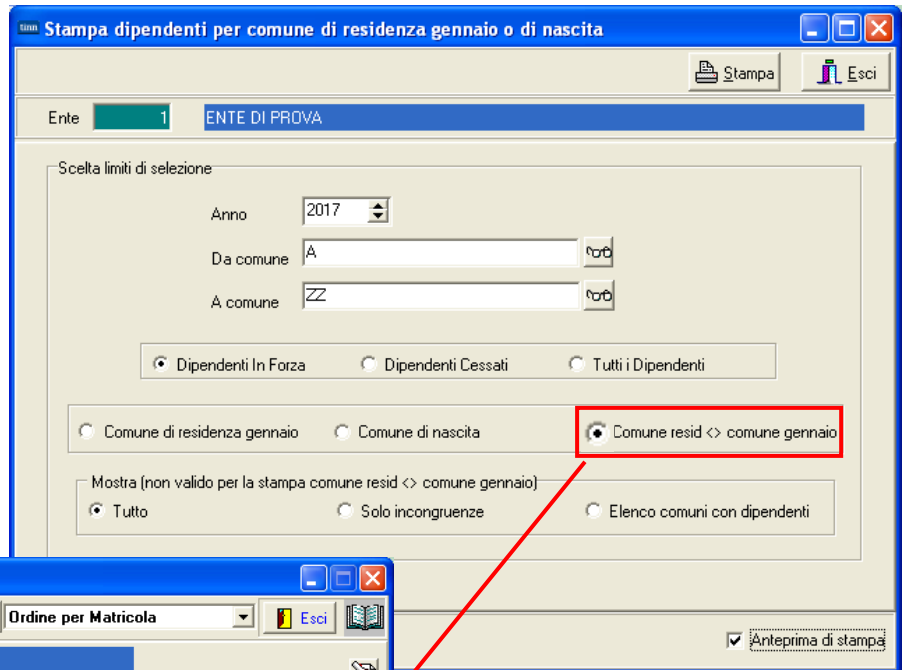 tinn Stampa dipendenti per comune di residenza gennaio o di nascita
Stampa Esci
Ente 1 ENTE DI PROVA
Scelta limiti di selezione
Anno 2017
Da comune A
A comune ZZ
Dipendenti In Forza Dipendenti Cessati Tutti i Dipendenti
Comune di residenza gennaio Comune di nascita Comune resid <> comune gennaio
Mostra (non valido per la stampa comune resid <> comune gennaio)
Tutto Solo incongruenze Elenco comuni con dipendenti
Ordine per Matricola Esci
Anteprima di stampa